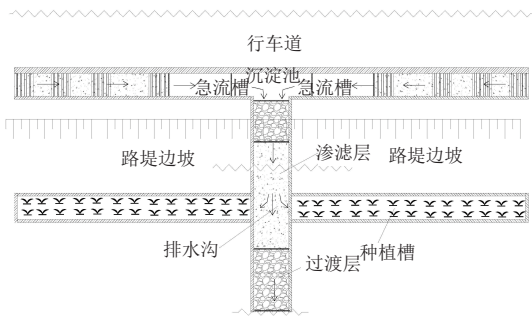 行车道
沉淀池
急流槽 急流槽
渗滤层
路堤边坡 路堤边坡
排水沟 过渡层 种植槽